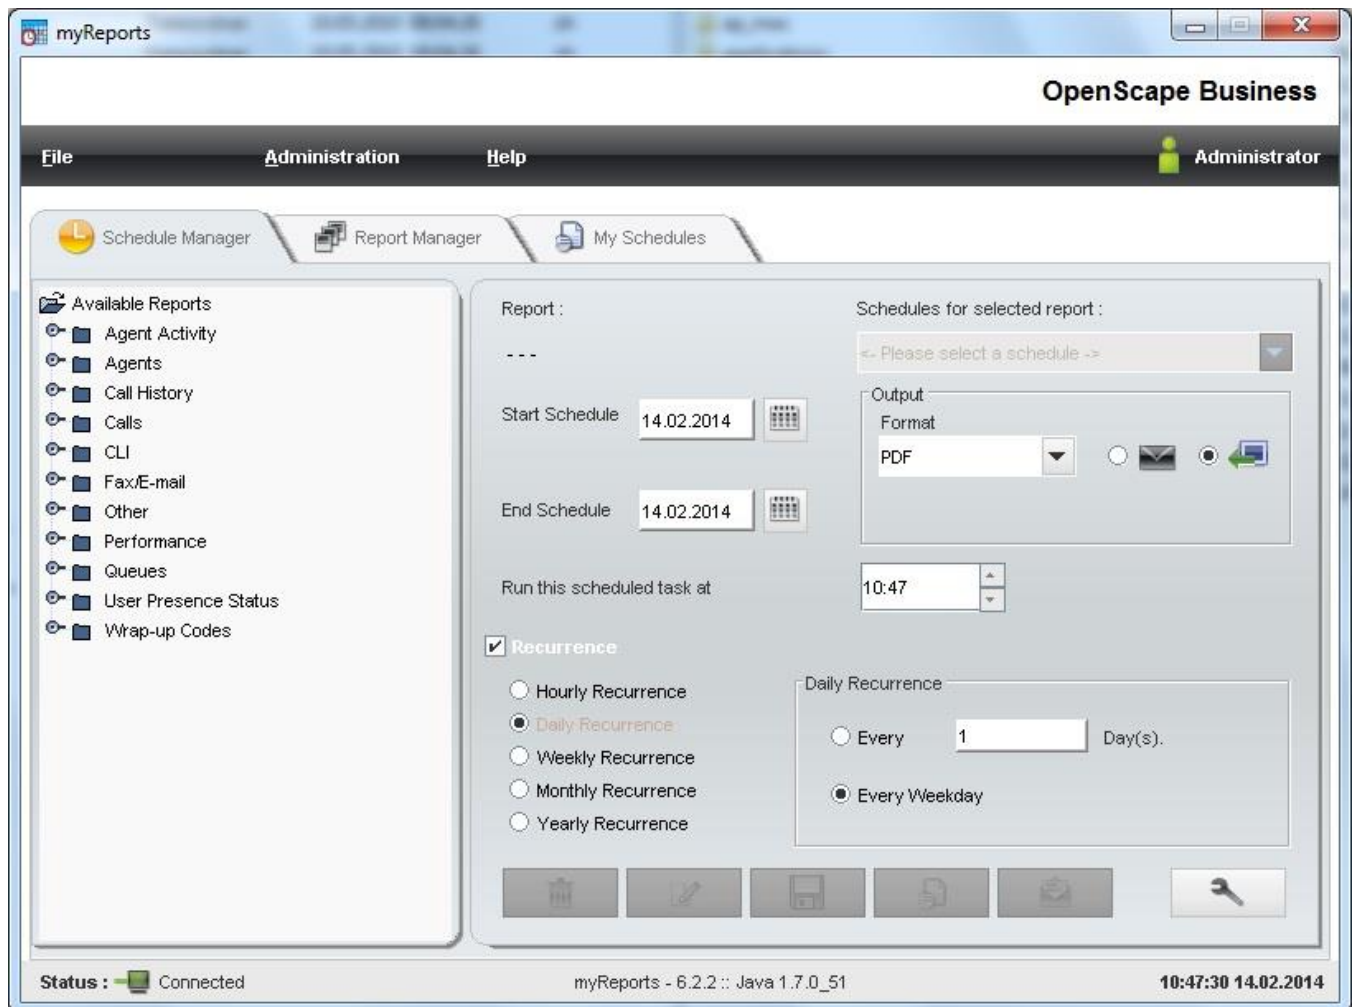 myReports
OpenScape Business
File Administration Help Administrator
Schedule Manager Report Manager My Schedules
Available Reports
Agent Activity
Agents
Call History
Calls
CLI
Fax/E-mail
Other
Performance
Queues
User Presence Status
Wrap-up Codes
Report :
- - -
Schedules for selected report :
<- Please select a schedule ->
Start Schedule 14.02.2014
End Schedule 14.02.2014
Output
Format
PDF
Run this scheduled task at 10:47
Recurrence
Hourly Recurrence
Daily Recurrence
Weekly Recurrence
Monthly Recurrence
Yearly Recurrence
Daily Recurrence
Every 1 Day(s).
Every Weekday
Status : Connected myReports - 6.2.2 :: Java 1.7.0_51 10:47:30 14.02.2014